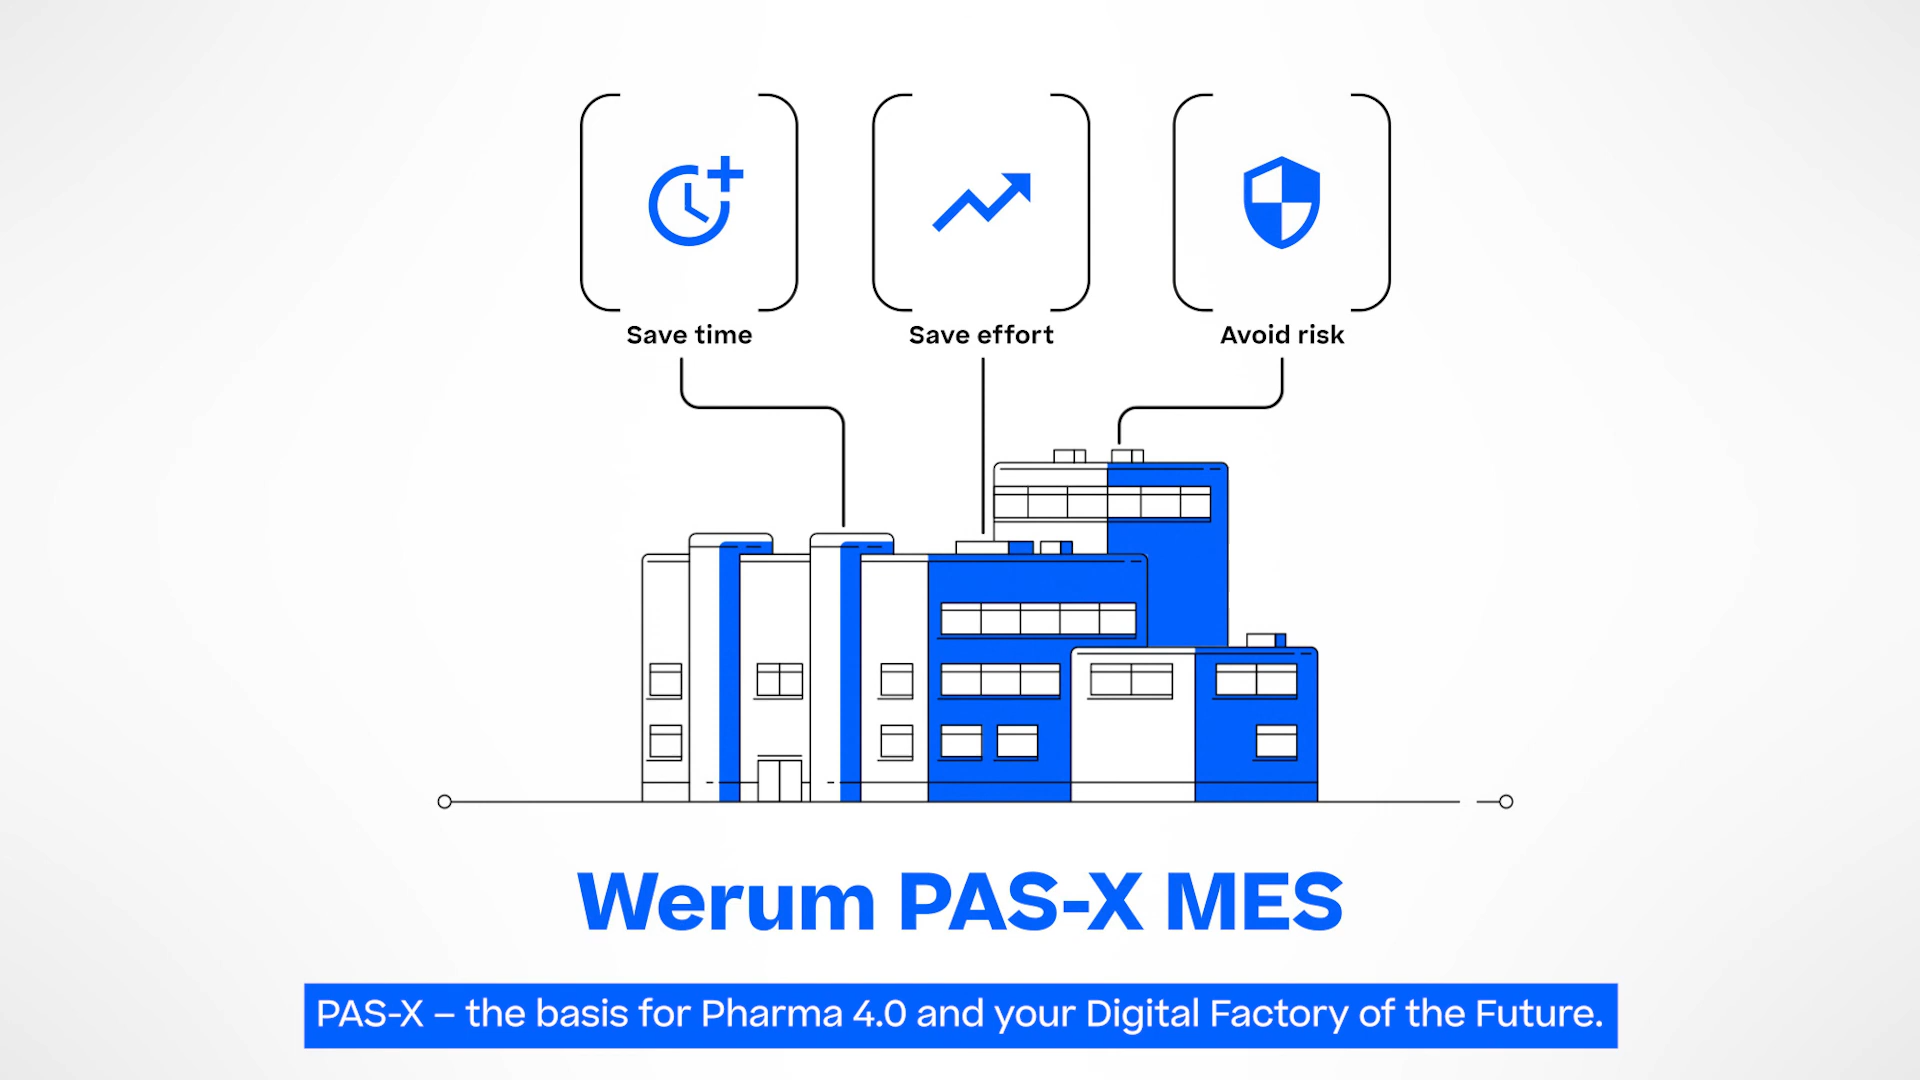 Save time
Save effort
Avoid risk
Werum PAS-X MES
PAS-X – the basis for Pharma 4.0 and your Digital Factory of the Future.